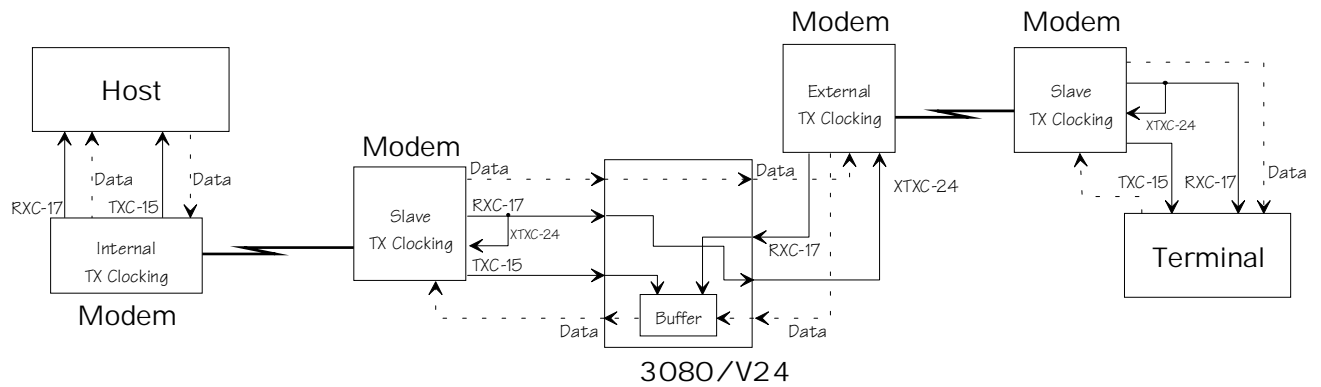 Modem
Modem
Host
External
TX Clocking
Slave
TX Clocking
XTXC-24
Modem
Data
Data
Data
Data
XTXC-24
TXC-15
RXC-17
Data
RXC-17
TXC-15
RXC-17
Slave
TX Clocking
XTXC-24
RXC-17
Internal
TX Clocking
TXC-15
Terminal
Modem
Buffer
Data
Data
3080/V24